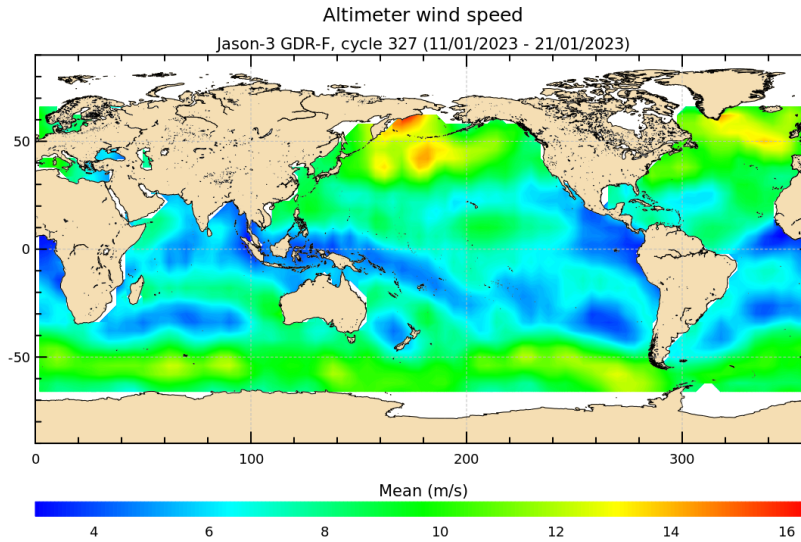 Altimeter wind speed
Jason-3 GDR-F, cycle 327 (11/01/2023 - 21/01/2023)
50
0
-50
0 100 200 300
Mean (m/s)
4 6 8 10 12 14 16